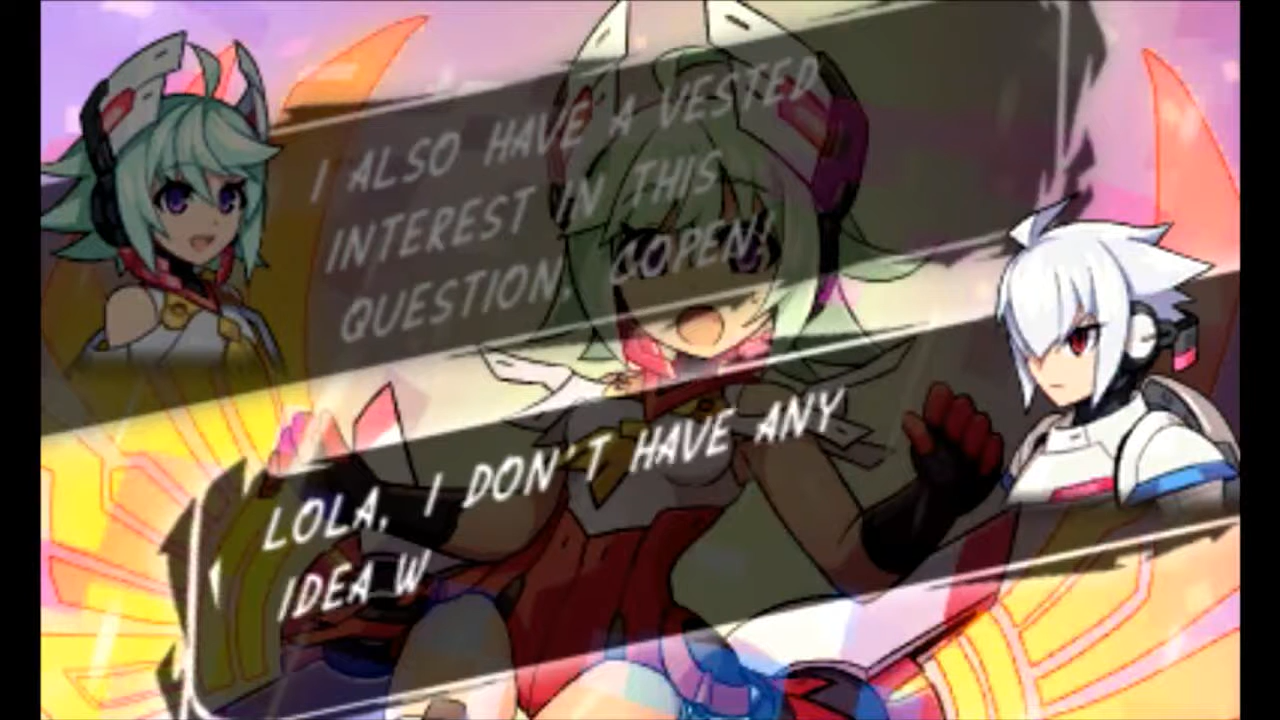 I ALSO HAVE A VESTED
INTEREST IN THIS
QUESTION, COPEN!
LOLA, I DON'T HAVE ANY
IDEA W